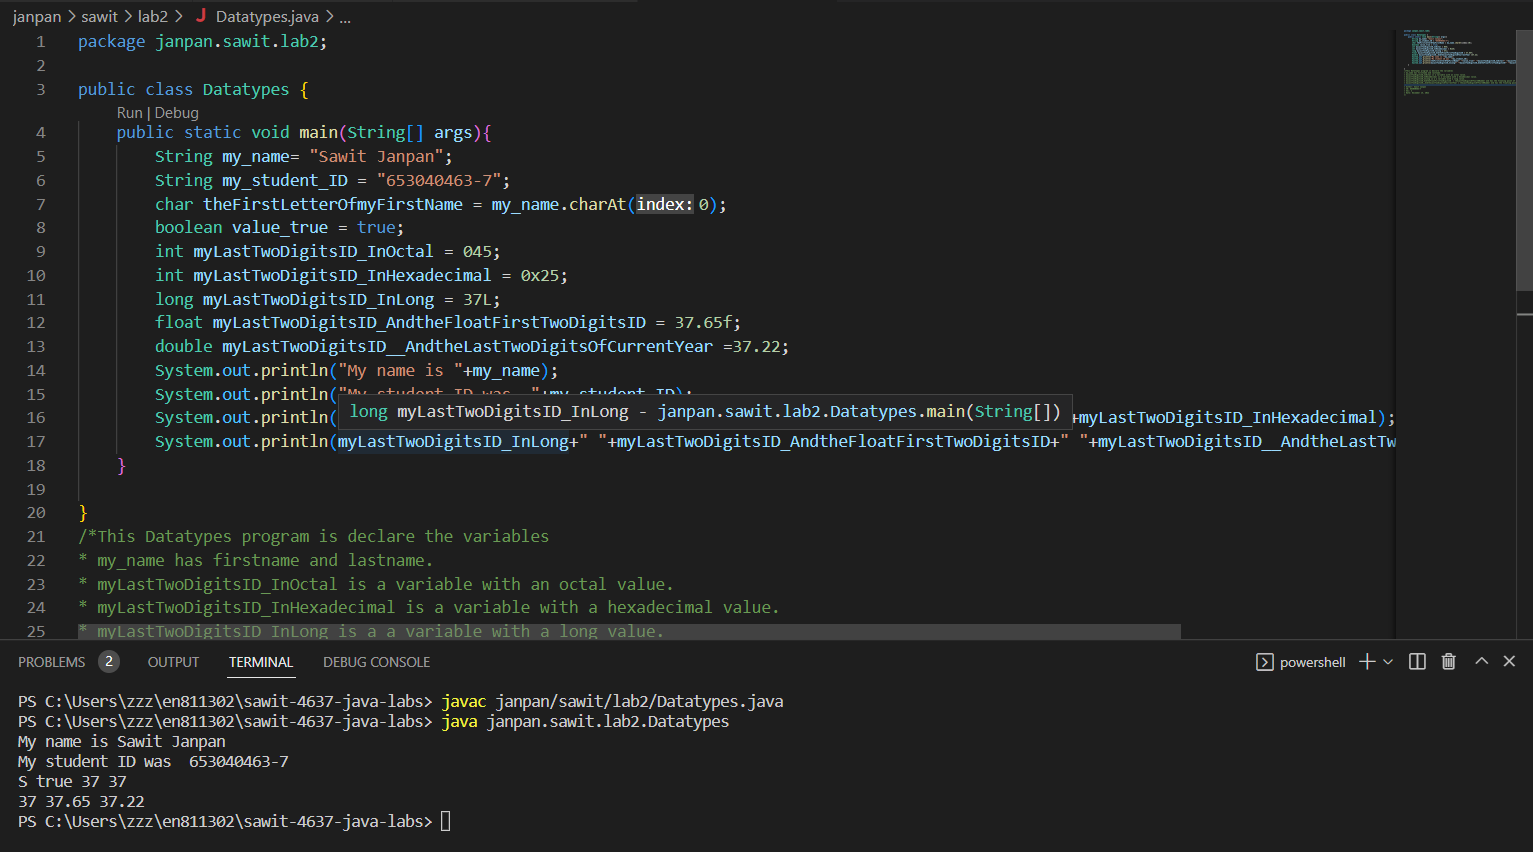 janpan > sawit > lab2 > J Datatypes.java > ...
1 package janpan.sawit.lab2;
2
3 public class Datatypes {
Run | Debug
4 public static void main(String[] args){
5 String my_name= "Sawit Janpan";
6 String my_student_ID = "653040463-7";
7 char theFirstLetterOfmyFirstName = my_name.charAt(index: 0);
8 boolean value_true = true;
9 int myLastTwoDigitsID_InOctal = 045;
10 int myLastTwoDigitsID_InHexadecimal = 0x25;
11 long myLastTwoDigitsID_InLong = 37L;
12 float myLastTwoDigitsID_AndtheFloatFirstTwoDigitsID = 37.65f;
13 double myLastTwoDigitsID__AndtheLastTwoDigitsOfCurrentYear =37.22;
14 System.out.println("My name is "+my_name);
15 System.out.println("My student ID was  "+my_student_ID);
long myLastTwoDigitsID_InLong - janpan.sawit.lab2.Datatypes.main(String[])
16 System.out.println( +myLastTwoDigitsID_InHexadecimal);
17 System.out.println(myLastTwoDigitsID_InLong+" "+myLastTwoDigitsID_AndtheFloatFirstTwoDigitsID+" "+myLastTwoDigitsID__AndtheLastTw
18 }
19
20 }
21 /*This Datatypes program is declare the variables
22 * my_name has firstname and lastname.
23 * myLastTwoDigitsID_InOctal is a variable with an octal value.
24 * myLastTwoDigitsID_InHexadecimal is a variable with a hexadecimal value.
25 * myLastTwoDigitsID_InLong is a a variable with a long value.
PROBLEMS 2 OUTPUT TERMINAL DEBUG CONSOLE powershell
PS C:\Users\zzz\en811302\sawit-4637-java-labs> javac janpan/sawit/lab2/Datatypes.java
PS C:\Users\zzz\en811302\sawit-4637-java-labs> java janpan.sawit.lab2.Datatypes
My name is Sawit Janpan
My student ID was  653040463-7
S true 37 37
37 37.65 37.22
PS C:\Users\zzz\en811302\sawit-4637-java-labs>